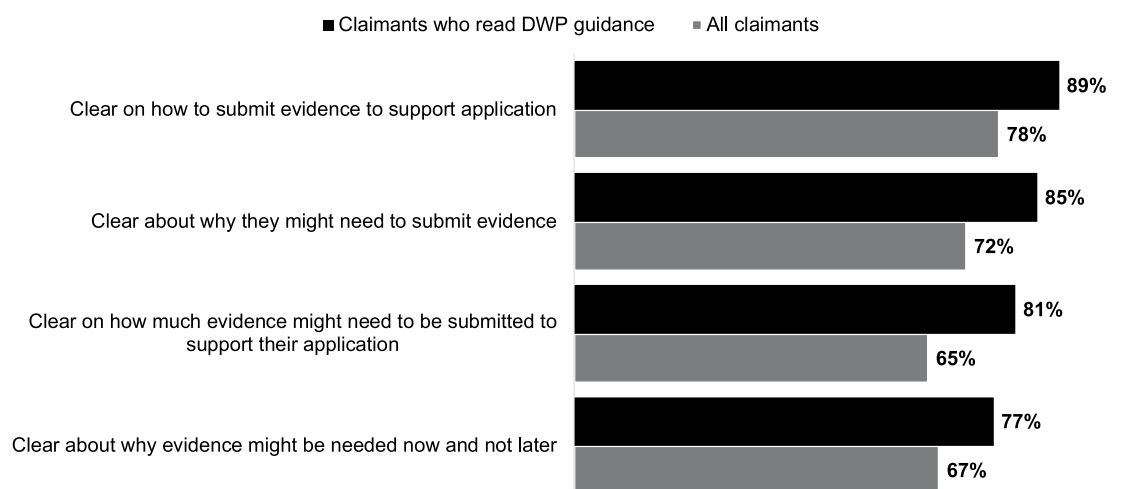 Claimants who read DWP guidance All claimants
Clear on how to submit evidence to support application
89%
78%
Clear about why they might need to submit evidence
85%
72%
Clear on how much evidence might need to be submitted to
support their application
81%
65%
Clear about why evidence might be needed now and not later
77%
67%